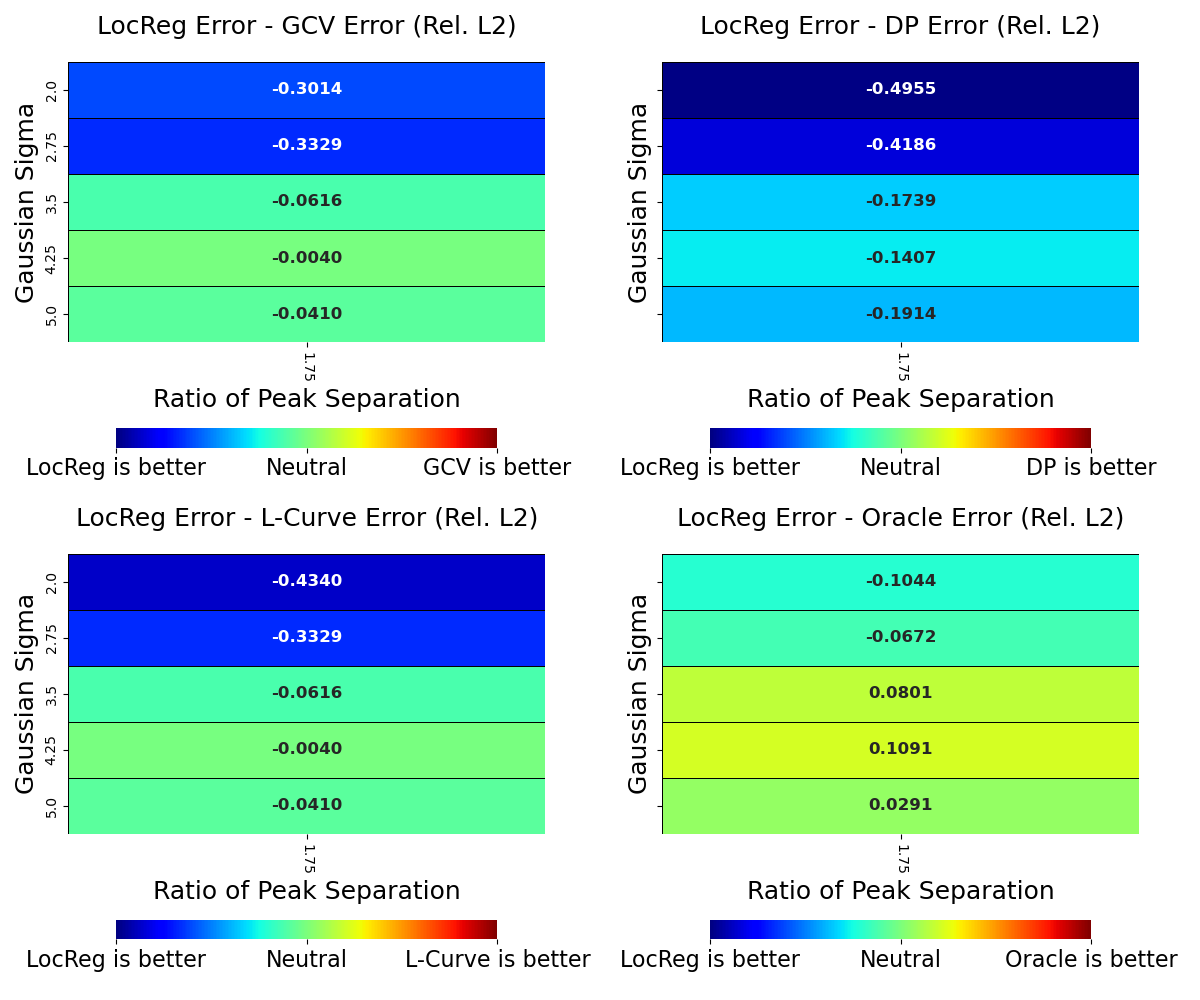 LocReg Error - GCV Error (Rel. L2)
Gaussian Sigma
2.0
-0.3014
2.75
-0.3329
3.5
-0.0616
4.25
-0.0040
5.0
-0.0410
1.75
Ratio of Peak Separation
LocReg is better Neutral GCV is better
LocReg Error - DP Error (Rel. L2)
Gaussian Sigma
-0.4955
-0.4186
-0.1739
-0.1407
-0.1914
1.75
Ratio of Peak Separation
LocReg is better Neutral DP is better
LocReg Error - L-Curve Error (Rel. L2)
Gaussian Sigma
2.0
-0.4340
2.75
-0.3329
3.5
-0.0616
4.25
-0.0040
5.0
-0.0410
1.75
Ratio of Peak Separation
LocReg is better Neutral L-Curve is better
LocReg Error - Oracle Error (Rel. L2)
Gaussian Sigma
-0.1044
-0.0672
0.0801
0.1091
0.0291
1.75
Ratio of Peak Separation
LocReg is better Neutral Oracle is better